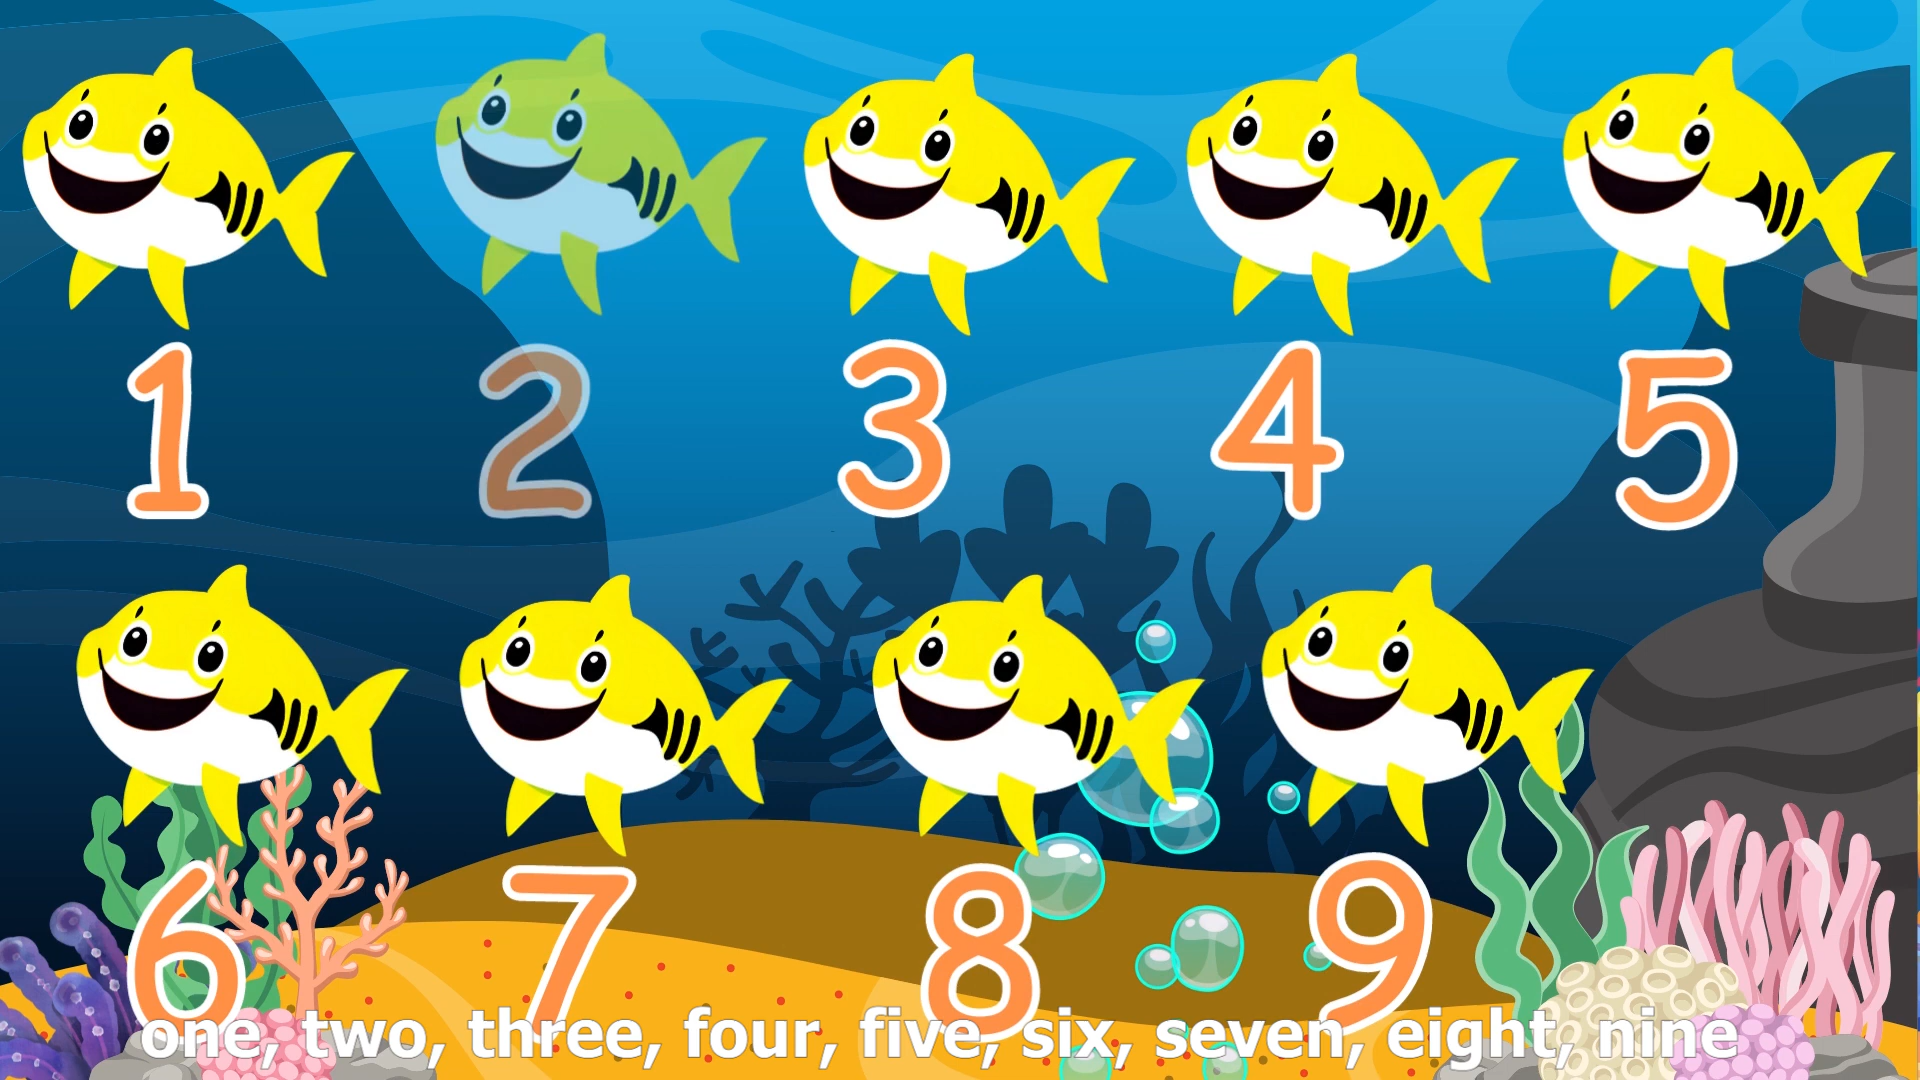 1 2 3 4 5
6 7 8 9
one, two, three, four, five, six, seven, eight, nine